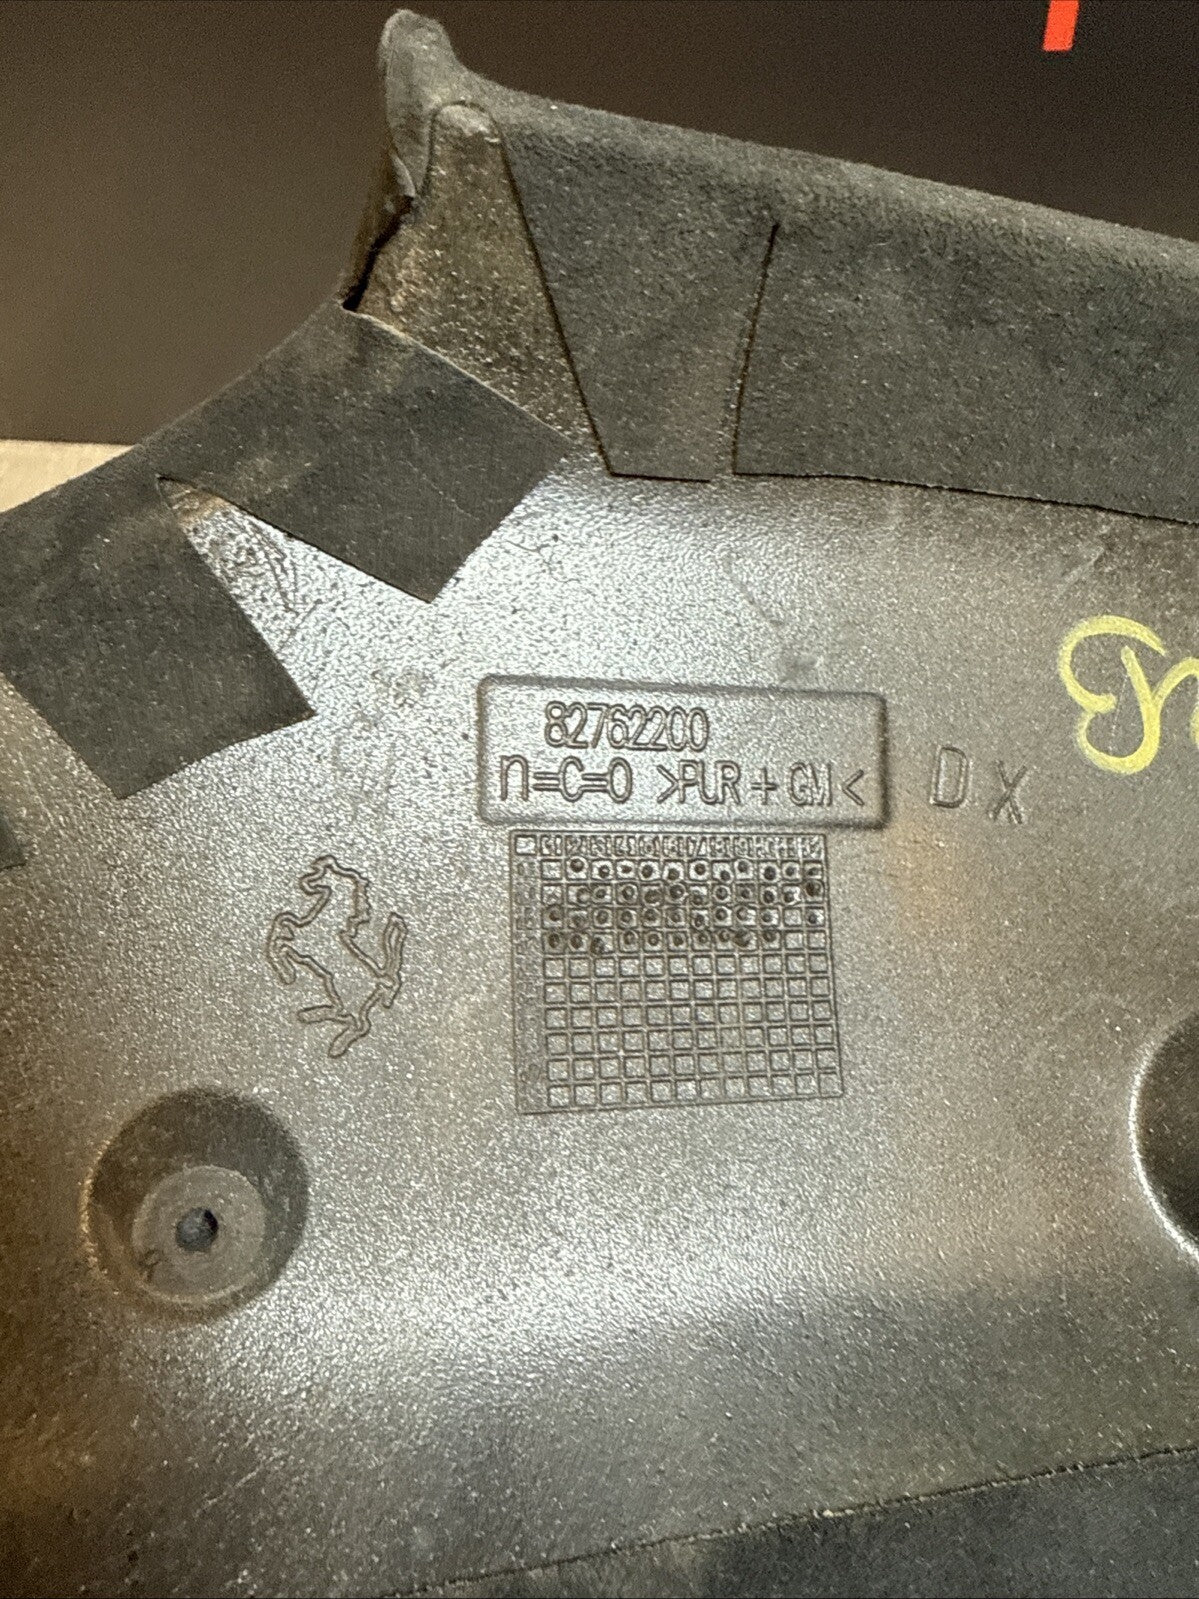 82762200
n=C=O >PUR + GM<
DX